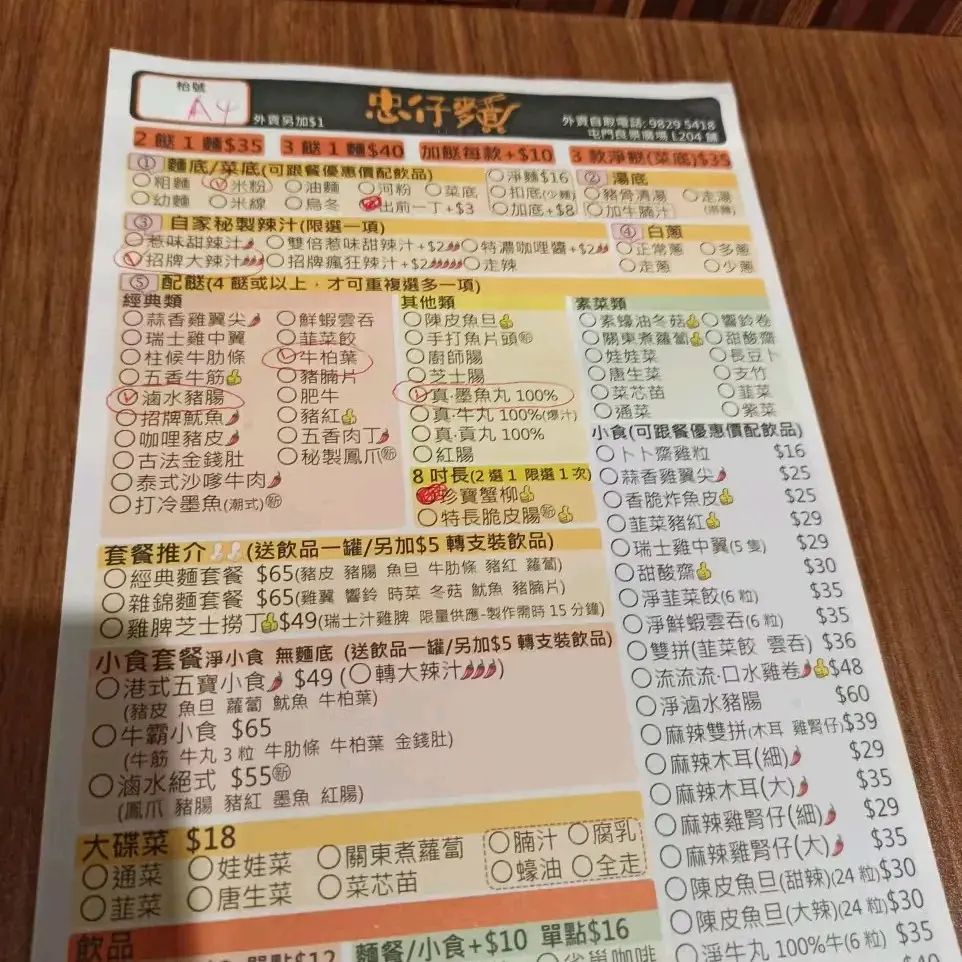 枱號
A4
外賣另加$1
忠仔麵
外賣自取電話: 9829 5418
屯門良景廣場 L204 舖
2 餸 1 麵$35
3 餸 1 麵$40
加餸每款+$10
3 款淨餸(菜底)$35
① 麵底/菜底(可跟餐優惠價配飲品)
粗麵 米粉 油麵 河粉 菜底
幼麵 米線 烏冬 出前一丁+$3
淨麵$16
扣底(少麵)
加底+$8
② 湯底
豬骨清湯 走湯
加牛腩汁
③ 自家秘製辣汁(限選一項)
惹味甜辣汁 雙倍惹味甜辣汁+$2 特濃咖哩醬+$2
招牌大辣汁 招牌瘋狂辣汁+$2 走辣
④ 白蔥
正常蔥 多蔥
走蔥 少蔥
⑤ 配餸(4 餸或以上,才可重複選多一項)
經典類
蒜香雞翼尖
瑞士雞中翼
柱候牛肋條
五香牛筋
滷水豬腸
招牌魷魚
咖哩豬皮
古法金錢肚
泰式沙嗲牛肉
打冷墨魚(潮式)新
鮮蝦雲吞
韮菜餃
牛柏葉
豬腩片
肥牛
豬紅
五香肉丁
秘製鳳爪新
其他類
陳皮魚旦
手打魚片頭新
廚師腸
芝士腸
真·墨魚丸 100%
真·牛丸 100%(爆汁)
真·貢丸 100%
紅腸
8 吋長(2 選 1 限選 1 次)
珍寶蟹柳
特長脆皮腸新
素菜類
素蠔油冬菇 響鈴卷
關東煮蘿蔔 甜酸齋
娃娃菜 長豆卜
唐生菜 支竹
菜芯苗 韮菜
通菜 紫菜
小食(可跟餐優惠價配飲品)
卜卜齋雞粒 $16
蒜香雞翼尖 $25
香脆炸魚皮 $25
韮菜豬紅 $29
瑞士雞中翼(5 隻) $29
甜酸齋 $30
淨韮菜餃(6 粒) $35
淨鮮蝦雲吞(6 粒) $35
雙拼(韮菜餃 雲吞) $36
流流流·口水雞卷 $48
淨滷水豬腸 $60
麻辣雙拼(木耳 雞腎仔)$39
麻辣木耳(細) $29
麻辣木耳(大) $35
麻辣雞腎仔(細) $29
麻辣雞腎仔(大) $35
陳皮魚旦(甜辣)(24 粒)$30
陳皮魚旦(大辣)(24 粒)$30
淨牛丸 100%牛(6 粒) $35
套餐推介 (送飲品一罐/另加$5 轉支裝飲品)
經典麵套餐 $65(豬皮 豬腸 魚旦 牛肋條 豬紅 蘿蔔)
雜錦麵套餐 $65(雞翼 響鈴 時菜 冬菇 魷魚 豬腩片)
雞脾芝士撈丁 $49(瑞士汁雞脾 限量供應-製作需時 15 分鐘)
小食套餐 淨小食 無麵底 (送飲品一罐/另加$5 轉支裝飲品)
港式五寶小食 $49 (轉大辣汁)
(豬皮 魚旦 蘿蔔 魷魚 牛柏葉)
牛霸小食 $65
(牛筋 牛丸 3 粒 牛肋條 牛柏葉 金錢肚)
滷水絕式 $55新
(鳳爪 豬腸 豬紅 墨魚 紅腸)
大碟菜 $18
通菜 娃娃菜 關東煮蘿蔔
韮菜 唐生菜 菜芯苗
腩汁 腐乳
蠔油 全走
飲品
單點$12
麵餐/小食+$10 單點$16